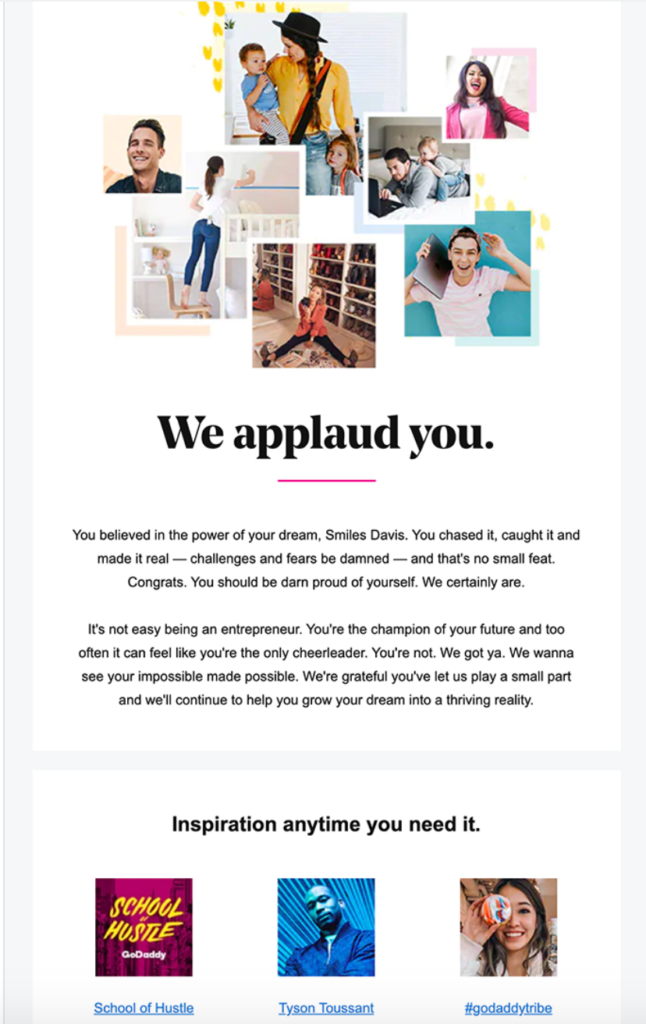 We applaud you.
You believed in the power of your dream, Smiles Davis. You chased it, caught it and
made it real — challenges and fears be damned — and that's no small feat.
Congrats. You should be darn proud of yourself. We certainly are.
It's not easy being an entrepreneur. You're the champion of your future and too
often it can feel like you're the only cheerleader. You're not. We got ya. We wanna
see your impossible made possible. We're grateful you've let us play a small part
and we'll continue to help you grow your dream into a thriving reality.
Inspiration anytime you need it.
SCHOOL
OF
HUSTLE
GoDaddy
School of Hustle
Tyson Toussant
#godaddytribe